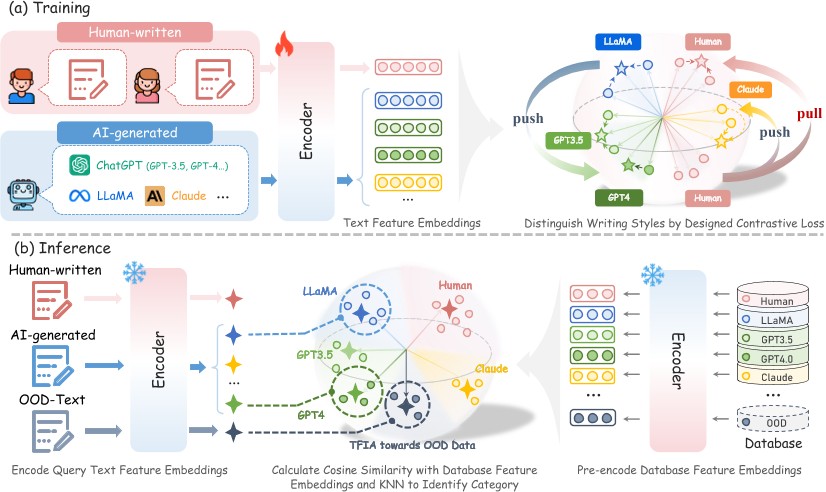 (a) Training
Human-written
AI-generated
ChatGPT (GPT-3.5, GPT-4...)
LLaMA
AI
Claude
...
Encoder
...
Text Feature Embeddings
LLaMA
Human
Claude
push
pull
push
GPT3.5
GPT4
Human
Distinguish Writing Styles by Designed Contrastive Loss
(b) Inference
Human-written
AI-generated
OOD-Text
Encoder
...
Encode Query Text Feature Embeddings
LLaMA
Human
GPT3.5
Claude
GPT4
TFIA towards OOD Data
Calculate Cosine Similarity with Database Feature
Embeddings and KNN to Identify Category
...
Encoder
Human
LLaMA
GPT3.5
GPT4.0
Claude
...
OOD
Database
Pre-encode Database Feature Embeddings